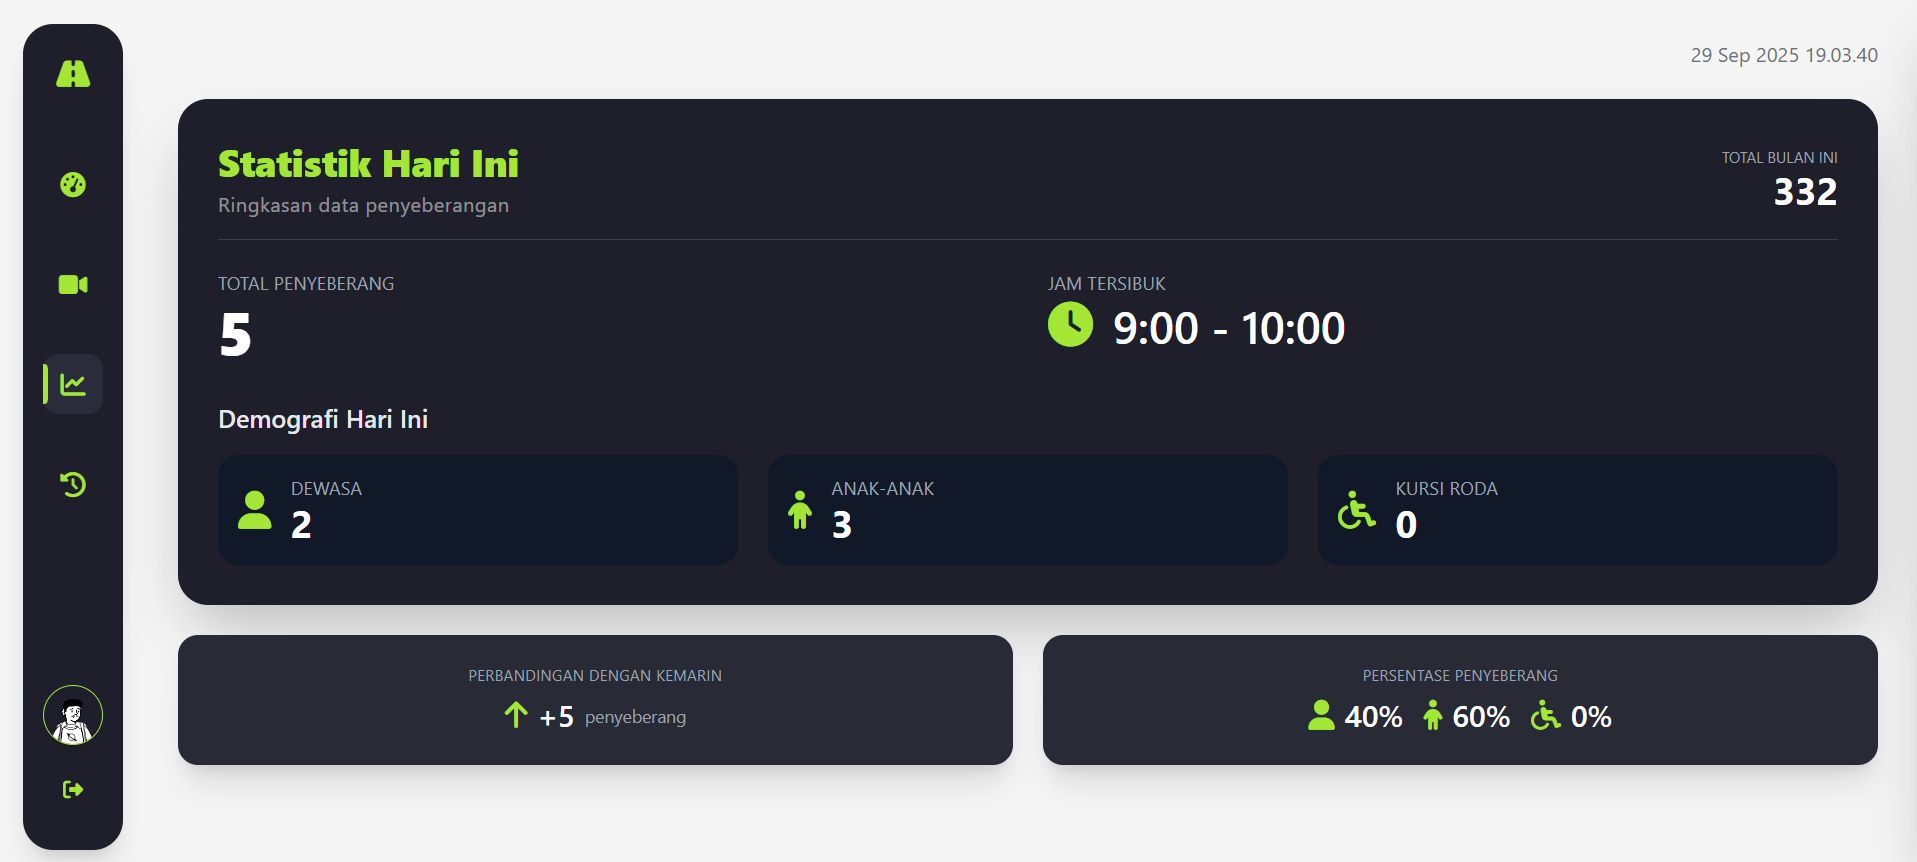 29 Sep 2025 19.03.40
Statistik Hari Ini
Ringkasan data penyeberangan
TOTAL BULAN INI
332
TOTAL PENYEBERANG
5
JAM TERSIBUK
9:00 - 10:00
Demografi Hari Ini
DEWASA
2
ANAK-ANAK
3
KURSI RODA
0
PERBANDINGAN DENGAN KEMARIN
+5 penyeberang
PERSENTASE PENYEBERANG
40% 60% 0%